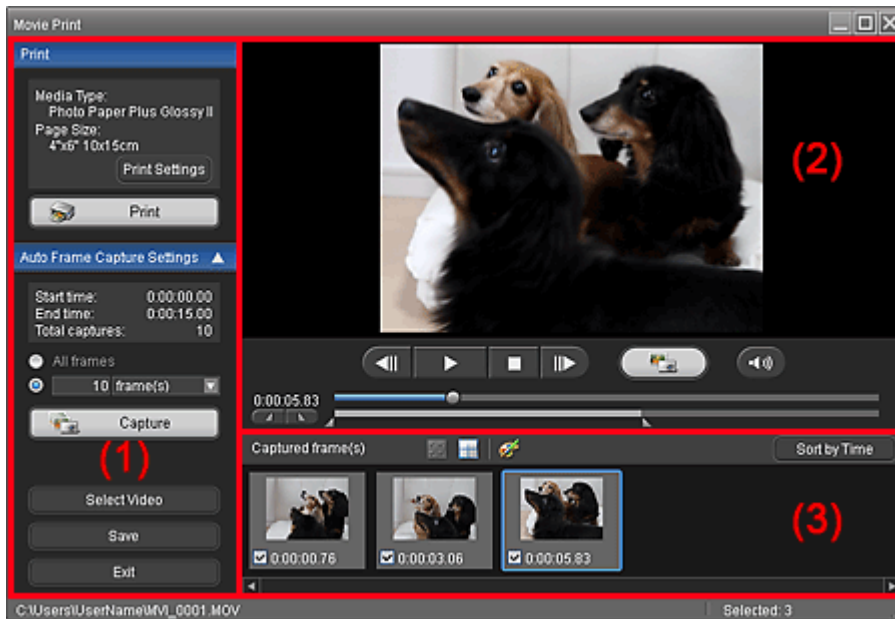 Movie Print
Print
Media Type:
Photo Paper Plus Glossy II
Page Size:
4"x6" 10x15cm
Print Settings
Print
Auto Frame Capture Settings
Start time: 0:00:00.00
End time: 0:00:15.00
Total captures: 10
All frames
10 frame(s)
Capture
(1)
Select Video
Save
Exit
(2)
0:00:05.83
Captured frame(s)
Sort by Time
0:00:00.76
0:00:03.06
0:00:05.83
(3)
C:\Users\UserName\MVI_0001.MOV
Selected: 3